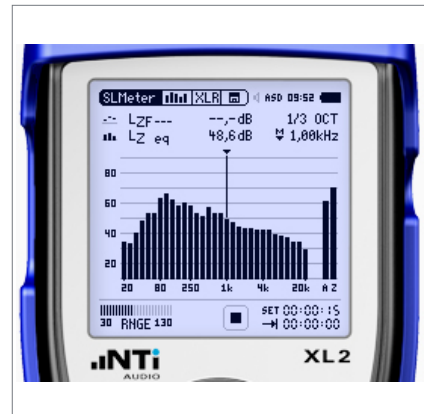 SLMeter XLR ASD 09:52
LZF--- --,-dB 1/3 OCT
LZ eq 48,6dB M 1,00kHz
80
60
40
20
20 80 250 1k 4k 20k A Z
30 RNGE 130
SET 00:00:15
00:00:00
NTi
AUDIO
XL2